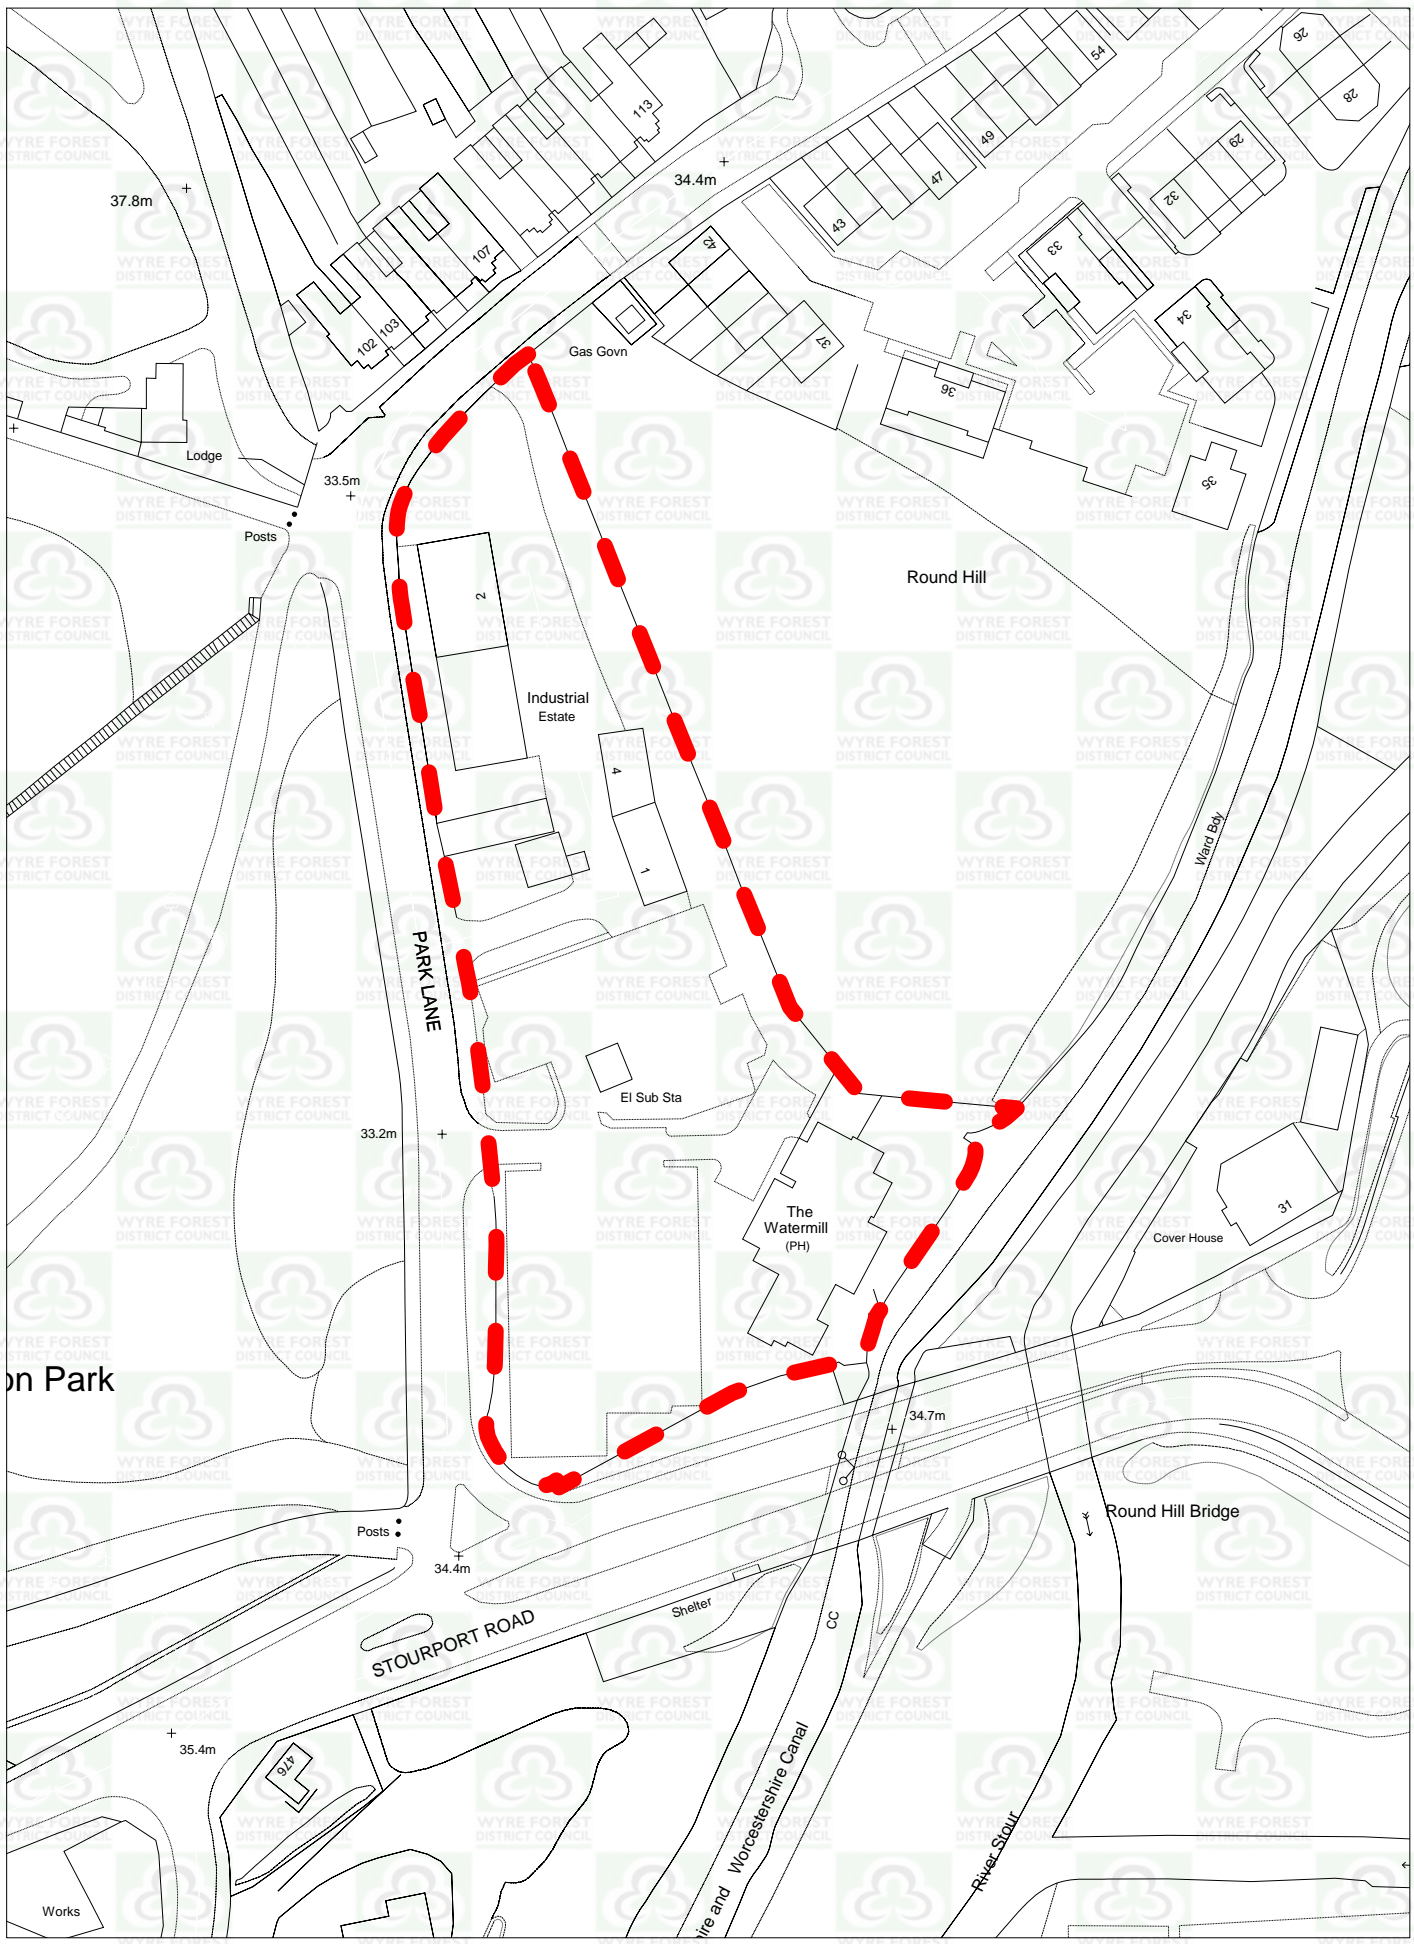 54
26
28
113
49
29
47
32
34.4m
37.8m
43
33
42
107
103
102
34
37
Gas Govn
36
Lodge
33.5m
35
Posts
Round Hill
2
Industrial
Estate
4
1
Ward Bdy
PARK LANE
El Sub Sta
33.2m
The
Watermill
(PH)
31
Cover House
on Park
34.7m
Round Hill Bridge
Posts
34.4m
Shelter
CC
STOURPORT ROAD
35.4m
476
ire and Worcestershire Canal
River Stour
Works
WYRE FOREST
DISTRICT COUNCIL